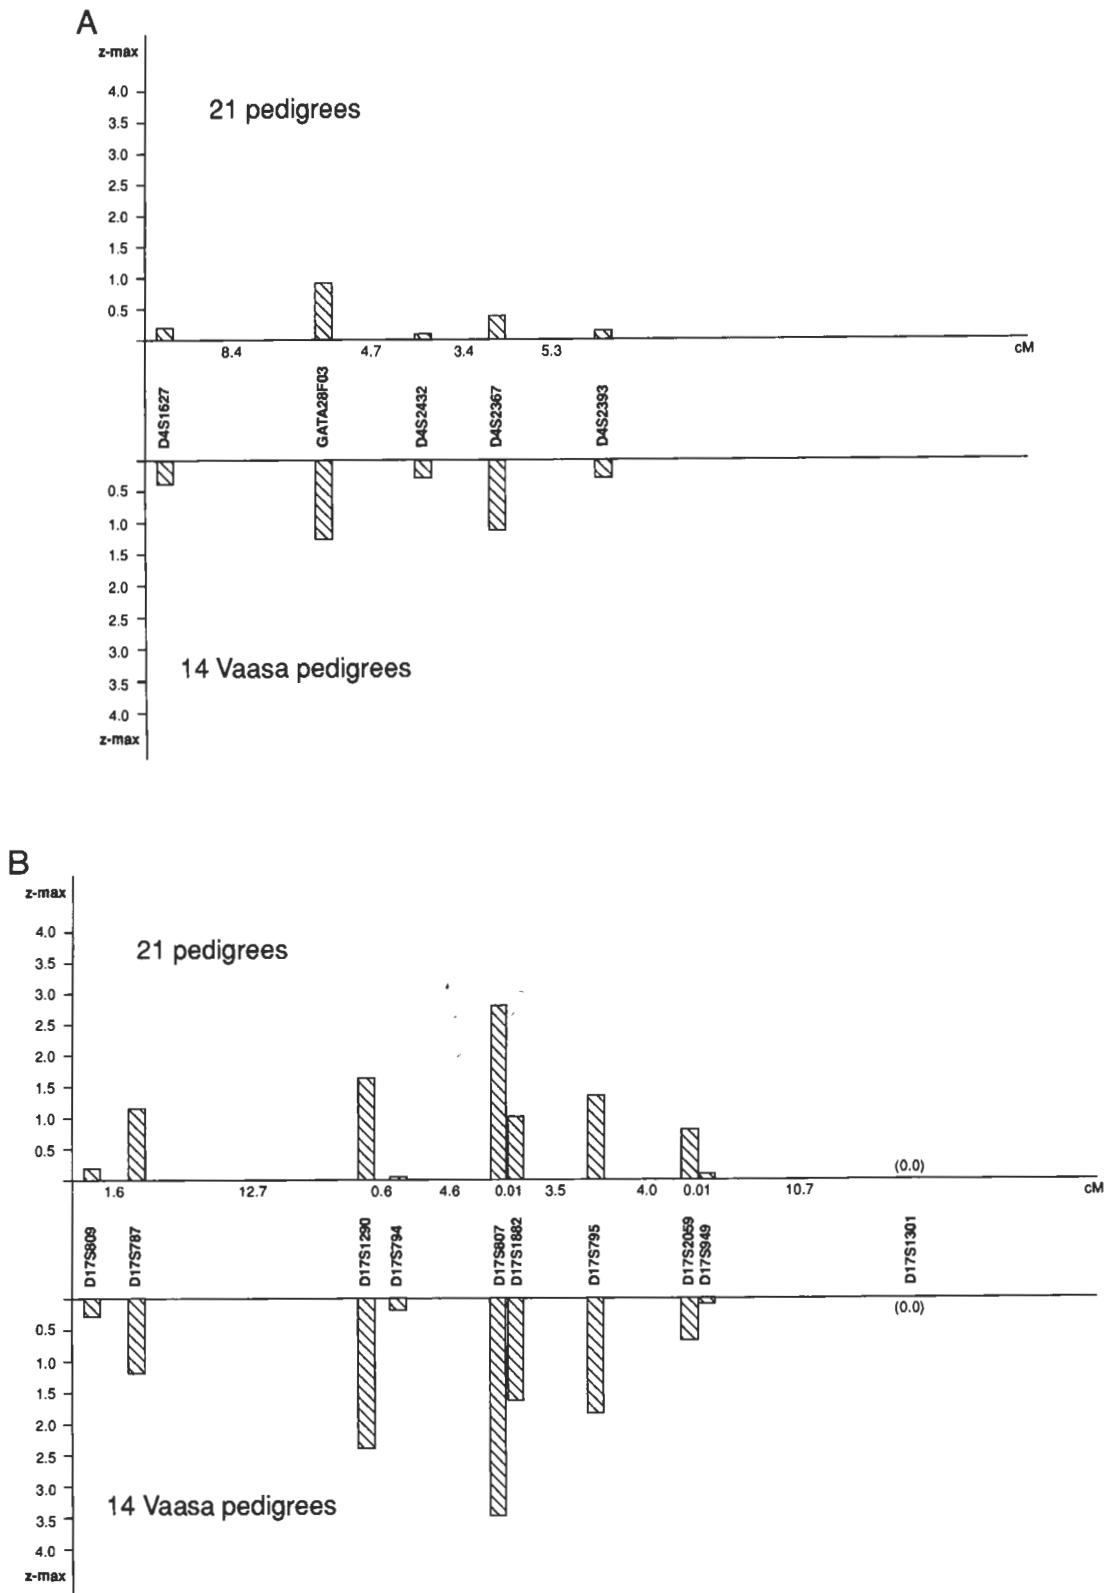 A
z-max
4.0
3.5
3.0
2.5
2.0
1.5
1.0
0.5
21 pedigrees
8.4 4.7 3.4 5.3 cM
D4S1627 GATA28F03 D4S2432 D4S2367 D4S2393
0.5
1.0
1.5
2.0
2.5
3.0
3.5
4.0
z-max
14 Vaasa pedigrees
B
z-max
4.0
3.5
3.0
2.5
2.0
1.5
1.0
0.5
21 pedigrees
(0.0)
1.6 12.7 0.6 4.6 0.01 3.5 4.0 0.01 10.7 cM
D17S809 D17S787 D17S1290 D17S794 D17S807 D17S1882 D17S795 D17S2059 D17S949 D17S1301
(0.0)
0.5
1.0
1.5
2.0
2.5
3.0
3.5
4.0
z-max
14 Vaasa pedigrees